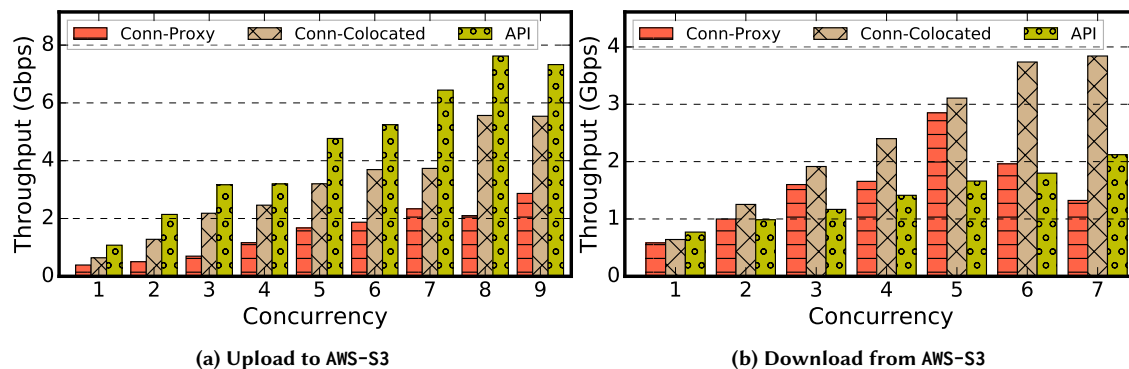 Conn-Proxy Conn-Colocated API
Throughput (Gbps)
8
6
4
2
0
1 2 3 4 5 6 7 8 9
Concurrency
(a) Upload to AWS-S3
Conn-Proxy Conn-Colocated API
Throughput (Gbps)
4
3
2
1
0
1 2 3 4 5 6 7
Concurrency
(b) Download from AWS-S3